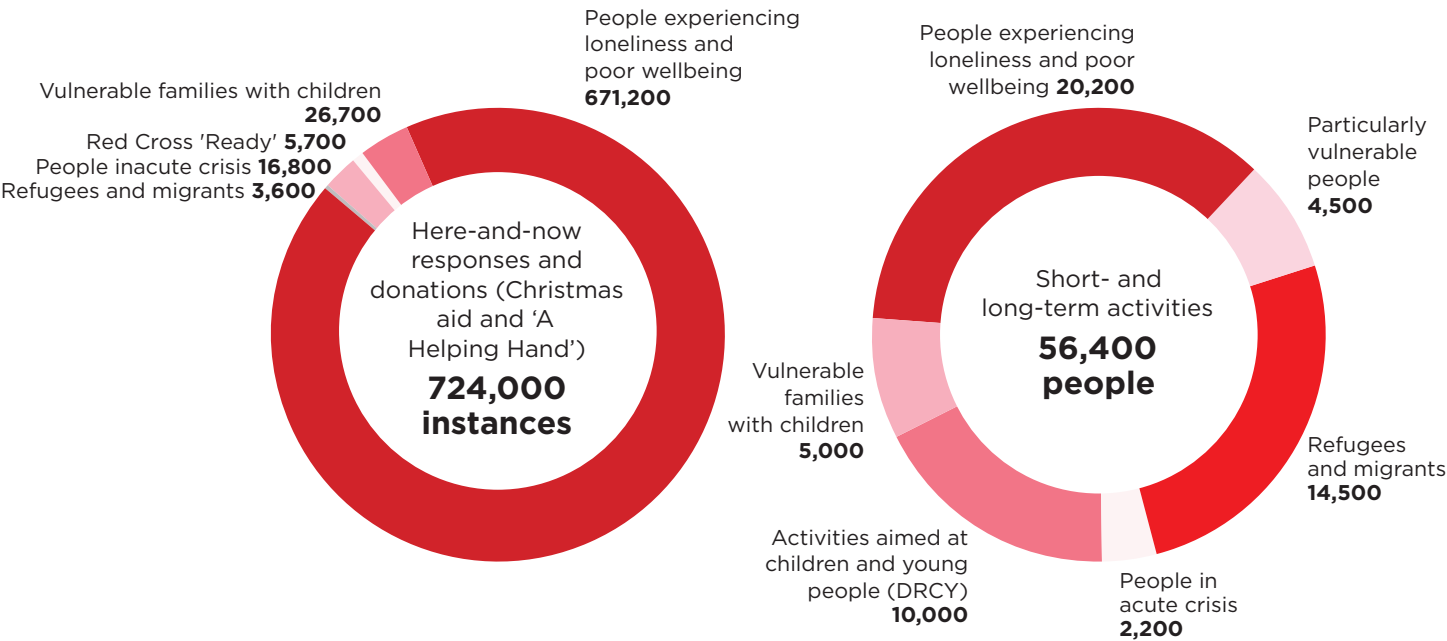 People experiencing
loneliness and
poor wellbeing
671,200
Vulnerable families with children
26,700
Red Cross 'Ready' 5,700
People inacute crisis 16,800
Refugees and migrants 3,600
Here-and-now
responses and
donations (Christmas
aid and ‘A
Helping Hand’)
724,000
instances
People experiencing
loneliness and poor
wellbeing 20,200
Particularly
vulnerable
people
4,500
Short- and
long-term activities
56,400
people
Vulnerable
families
with children
5,000
Refugees
and migrants
14,500
Activities aimed at
children and young
people (DRCY)
10,000
People in
acute crisis
2,200